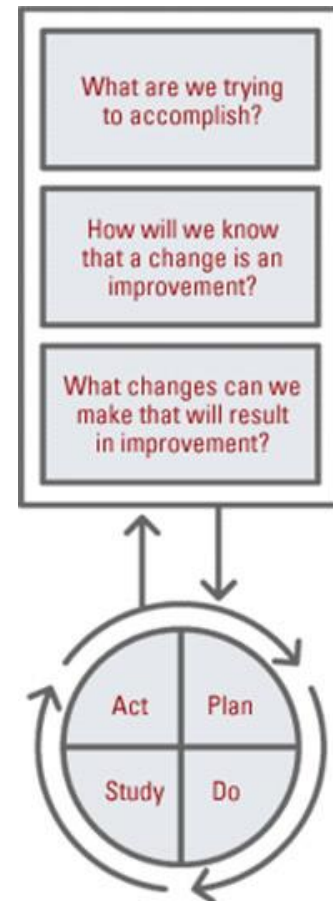 What are we trying
to accomplish?
How will we know
that a change is an
improvement?
What changes can we
make that will result
in improvement?
Act
Plan
Study
Do